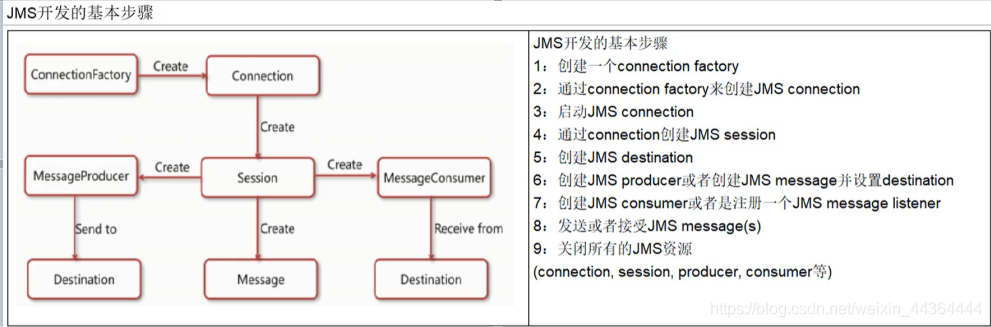 JMS开发的基本步骤
ConnectionFactory
Create
Connection
Create
MessageProducer
Create
Session
Create
MessageConsumer
Send to
Create
Receive from
Destination
Message
Destination
JMS开发的基本步骤
1：创建一个connection factory
2：通过connection factory来创建JMS connection
3：启动JMS connection
4：通过connection创建JMS session
5：创建JMS destination
6：创建JMS producer或者创建JMS message并设置destination
7：创建JMS consumer或者是注册一个JMS message listener
8：发送或者接受JMS message(s)
9：关闭所有的JMS资源
(connection, session, producer, consumer等)
https://blog.csdn.net/weixin_44364444